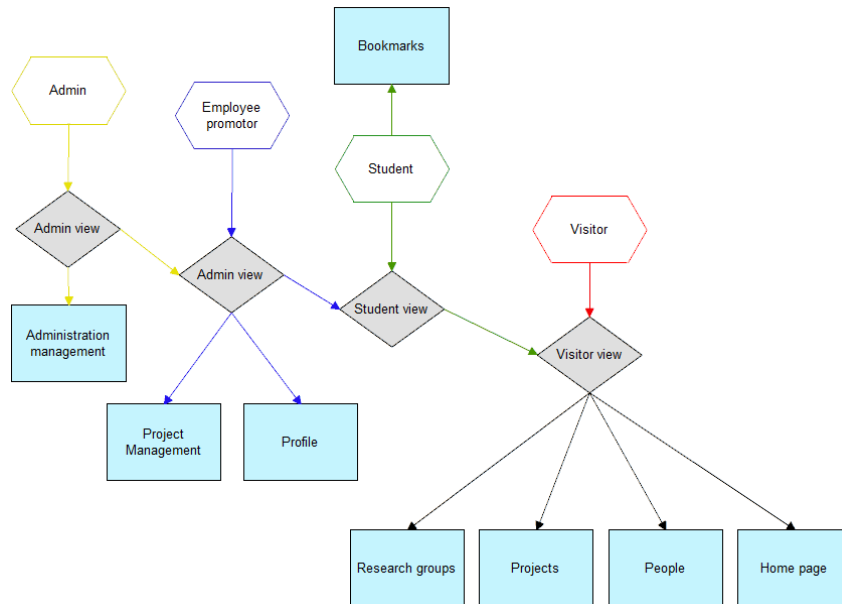 Bookmarks
Admin
Employee
promotor
Student
Admin view
Visitor
Admin view
Student view
Administration
management
Visitor view
Project
Management
Profile
Research groups
Projects
People
Home page